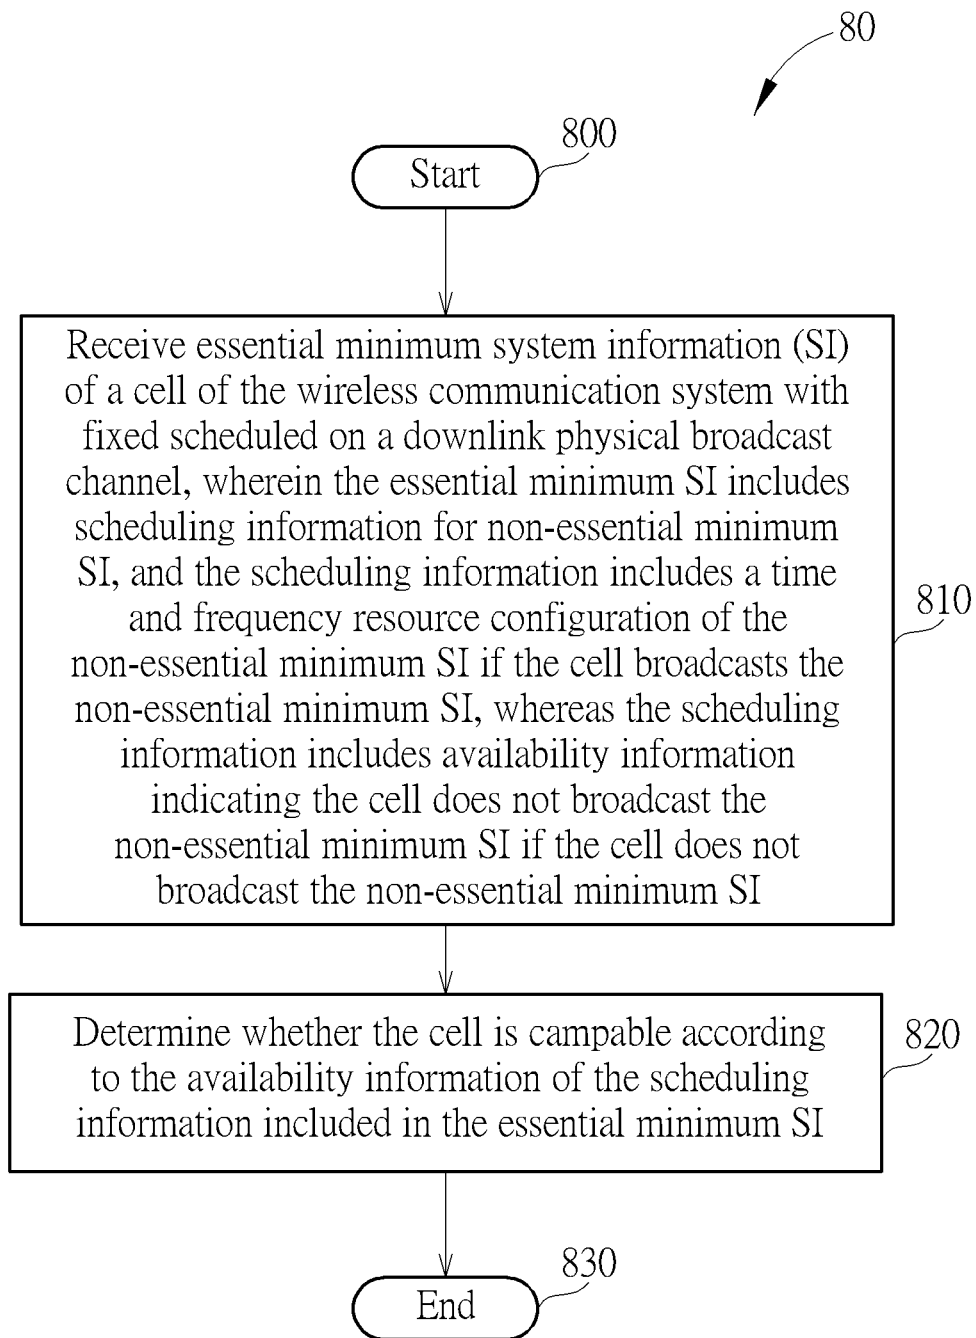 80
800
Start
Receive essential minimum system information (SI)
of a cell of the wireless communication system with
fixed scheduled on a downlink physical broadcast
channel, wherein the essential minimum SI includes
scheduling information for non-essential minimum
SI, and the scheduling information includes a time
and frequency resource configuration of the
non-essential minimum SI if the cell broadcasts the
non-essential minimum SI, whereas the scheduling
information includes availability information
indicating the cell does not broadcast the
non-essential minimum SI if the cell does not
broadcast the non-essential minimum SI
810
Determine whether the cell is campable according
to the availability information of the scheduling
information included in the essential minimum SI
820
830
End